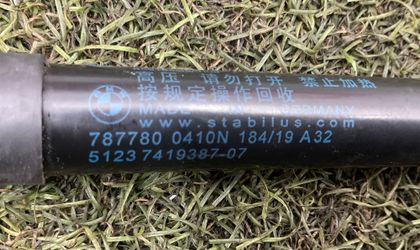 高压 请勿打开 禁止加热
按规定操作回收
MADE GERMANY
www.stabilus.com
787780 0410N 184/19 A32
5123 7419387-07